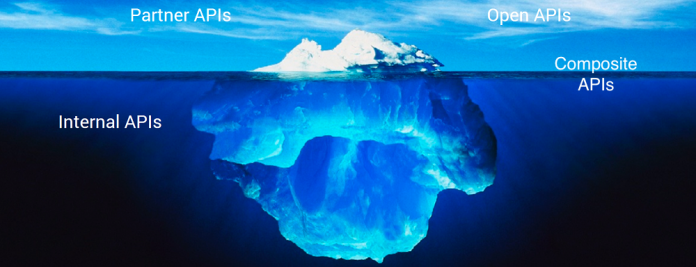 Partner APIs
Open APIs
Composite
APIs
Internal APIs